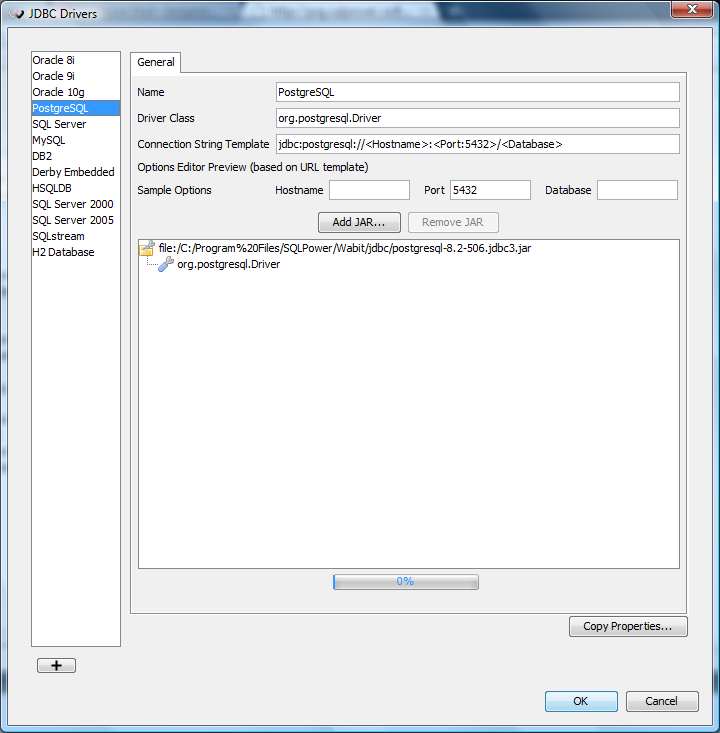 JDBC Drivers
Oracle 8i
Oracle 9i
Oracle 10g
PostgreSQL
SQL Server
MySQL
DB2
Derby Embedded
HSQLDB
SQL Server 2000
SQL Server 2005
SQLstream
H2 Database
General
Name PostgreSQL
Driver Class org.postgresql.Driver
Connection String Template jdbc:postgresql://<Hostname>:<Port:5432>/<Database>
Options Editor Preview (based on URL template)
Sample Options Hostname Port 5432 Database
Add JAR... Remove JAR
file:/C:/Program%20Files/SQLPower/Wabit/jdbc/postgresql-8.2-506.jdbc3.jar
org.postgresql.Driver
0%
Copy Properties...
+
OK Cancel